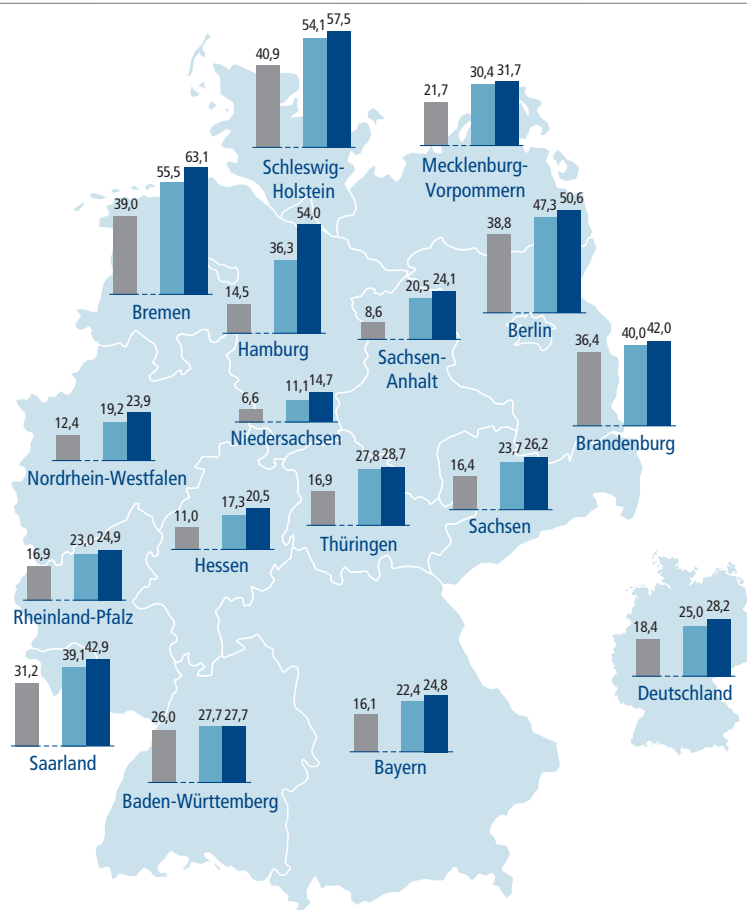 40,9 54,1 57,5
Schleswig-
Holstein
21,7 30,4 31,7
Mecklenburg-
Vorpommern
39,0 55,5 63,1
Bremen
14,5 36,3 54,0
Hamburg
8,6 20,5 24,1
Sachsen-
Anhalt
38,8 47,3 50,6
Berlin
36,4 40,0 42,0
Brandenburg
12,4 19,2 23,9
Nordrhein-Westfalen
6,6 11,1 14,7
Niedersachsen
11,0 17,3 20,5
Hessen
16,9 27,8 28,7
Thüringen
16,4 23,7 26,2
Sachsen
16,9 23,0 24,9
Rheinland-Pfalz
18,4 25,0 28,2
Deutschland
31,2 39,1 42,9
Saarland
26,0 27,7 27,7
Baden-Württemberg
16,1 22,4 24,8
Bayern